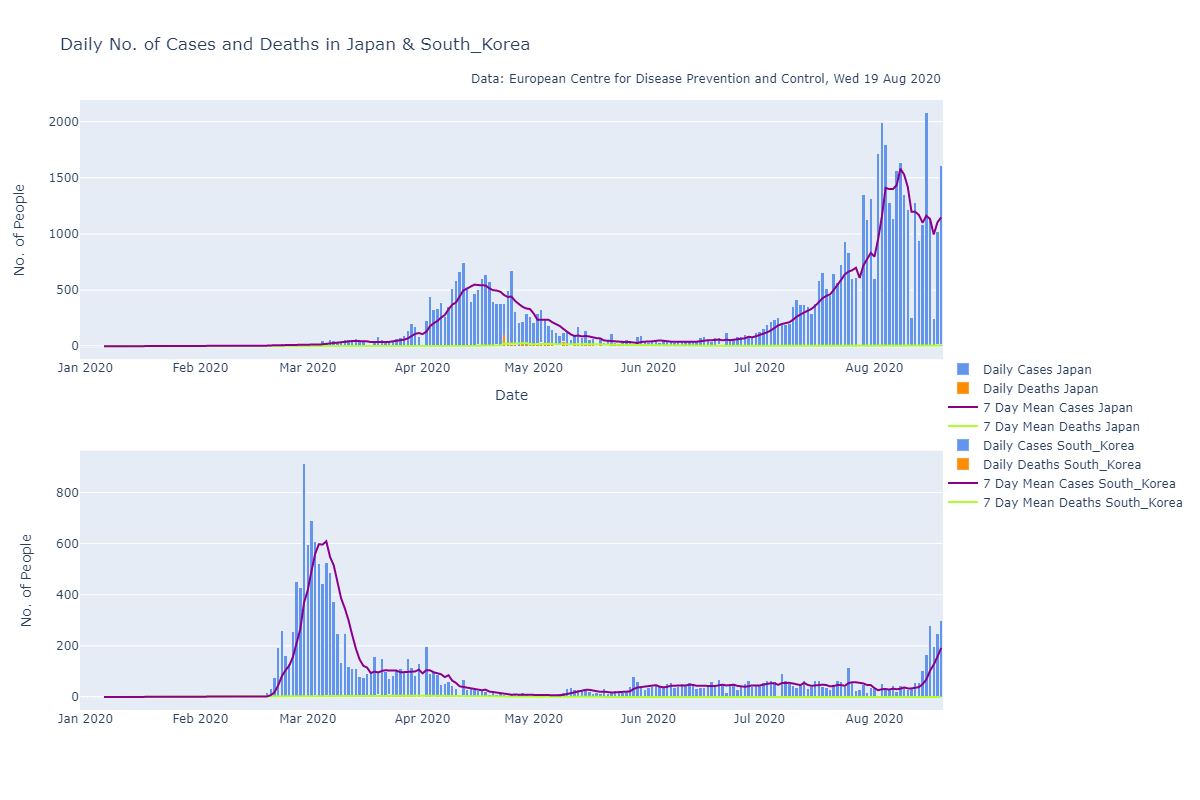 Daily No. of Cases and Deaths in Japan & South_Korea
Data: European Centre for Disease Prevention and Control, Wed 19 Aug 2020
No. of People
2000
1500
1000
500
0
Jan 2020 Feb 2020 Mar 2020 Apr 2020 May 2020 Jun 2020 Jul 2020 Aug 2020
Date
Daily Cases Japan
Daily Deaths Japan
7 Day Mean Cases Japan
7 Day Mean Deaths Japan
Daily Cases South_Korea
Daily Deaths South_Korea
7 Day Mean Cases South_Korea
7 Day Mean Deaths South_Korea
No. of People
800
600
400
200
0
Jan 2020 Feb 2020 Mar 2020 Apr 2020 May 2020 Jun 2020 Jul 2020 Aug 2020